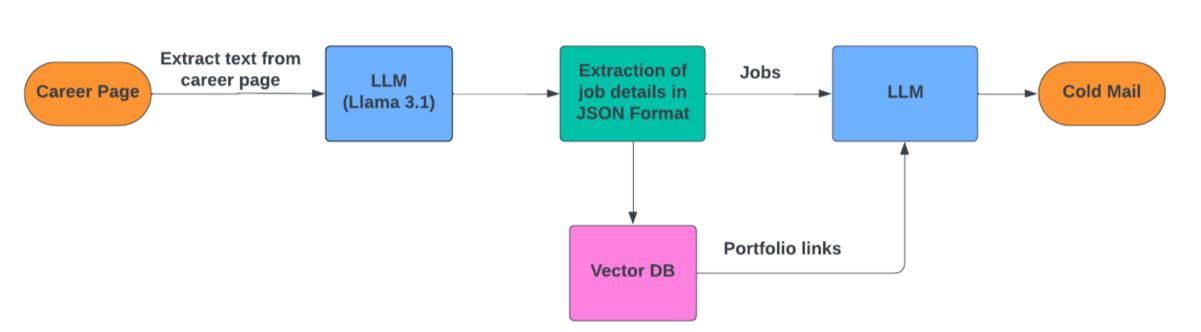 Career Page
Extract text from
career page
LLM
(Llama 3.1)
Extraction of
job details in
JSON Format
Jobs
LLM
Cold Mail
Vector DB
Portfolio links